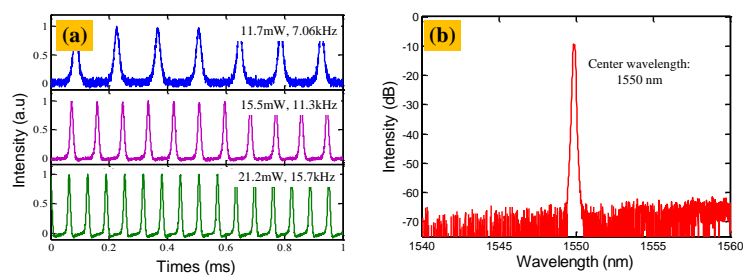 (a)
11.7mW, 7.06kHz
1
0.5
0
15.5mW, 11.3kHz
1
0.5
0
21.2mW, 15.7kHz
1
0.5
0
0 0.2 0.4 0.6 0.8 1
Times (ms)
Intensity (a.u)
(b)
Center wavelength:
1550 nm
0
-10
-20
-30
-40
-50
-60
-70
1540 1545 1550 1555 1560
Wavelength (nm)
Intensity (dB)